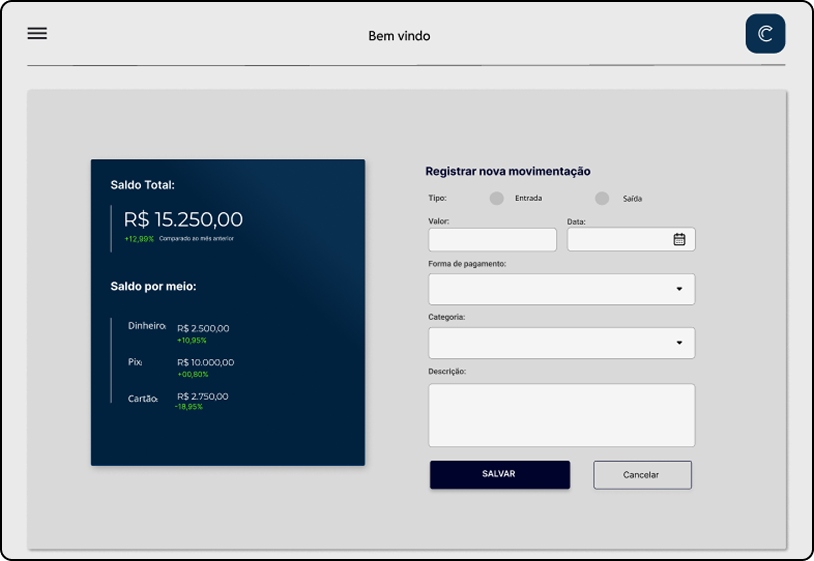 Bem vindo
C
Saldo Total:
R$ 15.250,00
+12,99% Comparado ao mês anterior
Saldo por meio:
Dinheiro: R$ 2.500,00
+10,95%
Pix: R$ 10.000,00
+00,80%
Cartão: R$ 2.750,00
-18,95%
Registrar nova movimentação
Tipo: Entrada Saída
Valor: Data:
Forma de pagamento:
Categoria:
Descrição:
SALVAR Cancelar